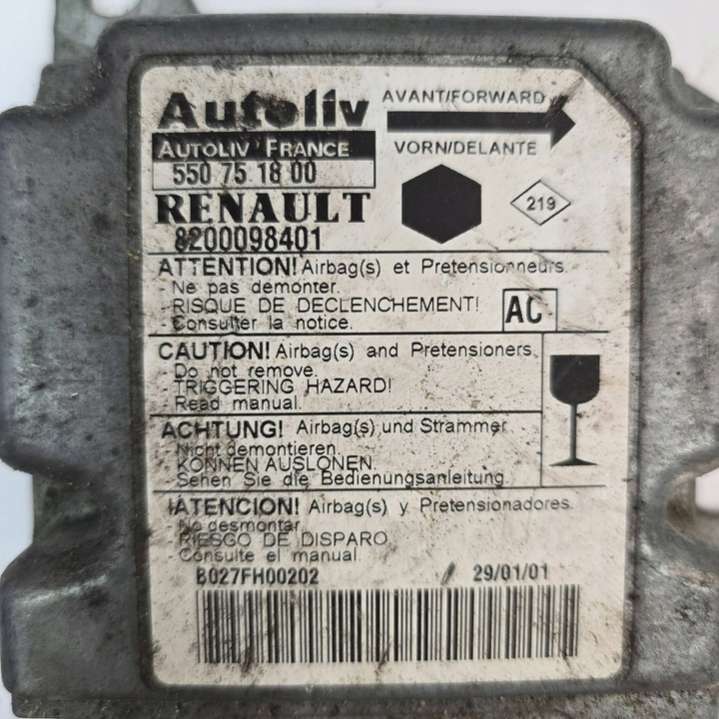 Autoliv
AVANT/FORWARD
AUTOLIV FRANCE
VORN/DELANTE
550 75 18 00
RENAULT
219
8200098401
ATTENTION! Airbag(s) et Pretensionneurs
- Ne pas demonter.
- RISQUE DE DECLENCHEMENT!
- Consulter la notice.
AC
CAUTION! Airbag(s) and Pretensioners.
- Do not remove.
- TRIGGERING HAZARD!
- Read manual.
ACHTUNG! Airbag(s) und Strammer
- Nicht demontieren.
- KONNEN AUSLONEN.
- Sehen Sie die Bedienungsanleitung.
¡ATENCION! Airbag(s) y Pretensionadores.
- No desmontar
- RIESGO DE DISPARO
- Consulte el manual.
B027FH00202 / 29/01/01